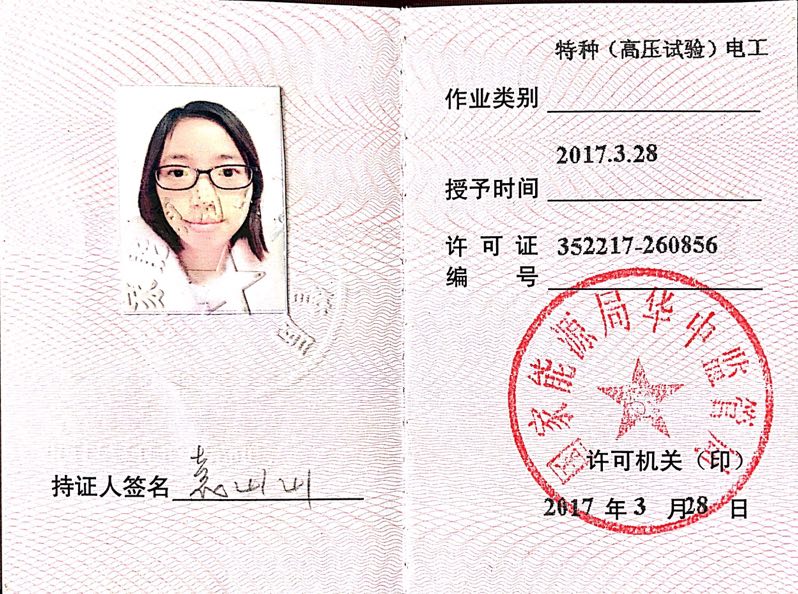 持证人签名 山山
特种（高压试验）电工
作业类别
2017.3.28
授予时间
许可证 352217-260856
编号
国家能源局华中监管局
许可机关（印）
2017 年 3 月 28 日